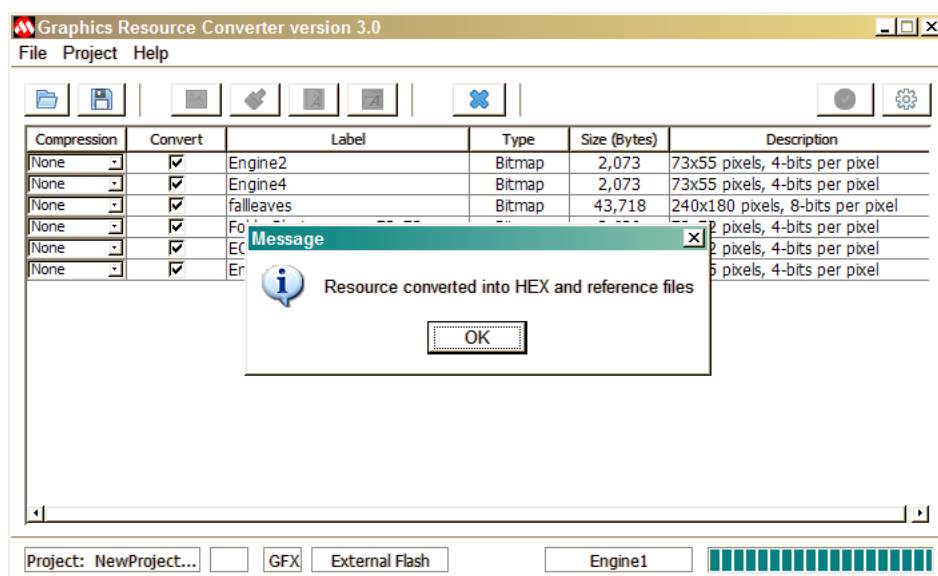 Graphics Resource Converter version 3.0
File Project Help
Compression Convert Label Type Size (Bytes) Description
None Engine2 Bitmap 2,073 73x55 pixels, 4-bits per pixel
None Engine4 Bitmap 2,073 73x55 pixels, 4-bits per pixel
None fallleaves Bitmap 43,718 240x180 pixels, 8-bits per pixel
None pixels, 4-bits per pixel
None pixels, 4-bits per pixel
None pixels, 4-bits per pixel
Message
Resource converted into HEX and reference files
OK
Project: NewProject... GFX External Flash Engine1